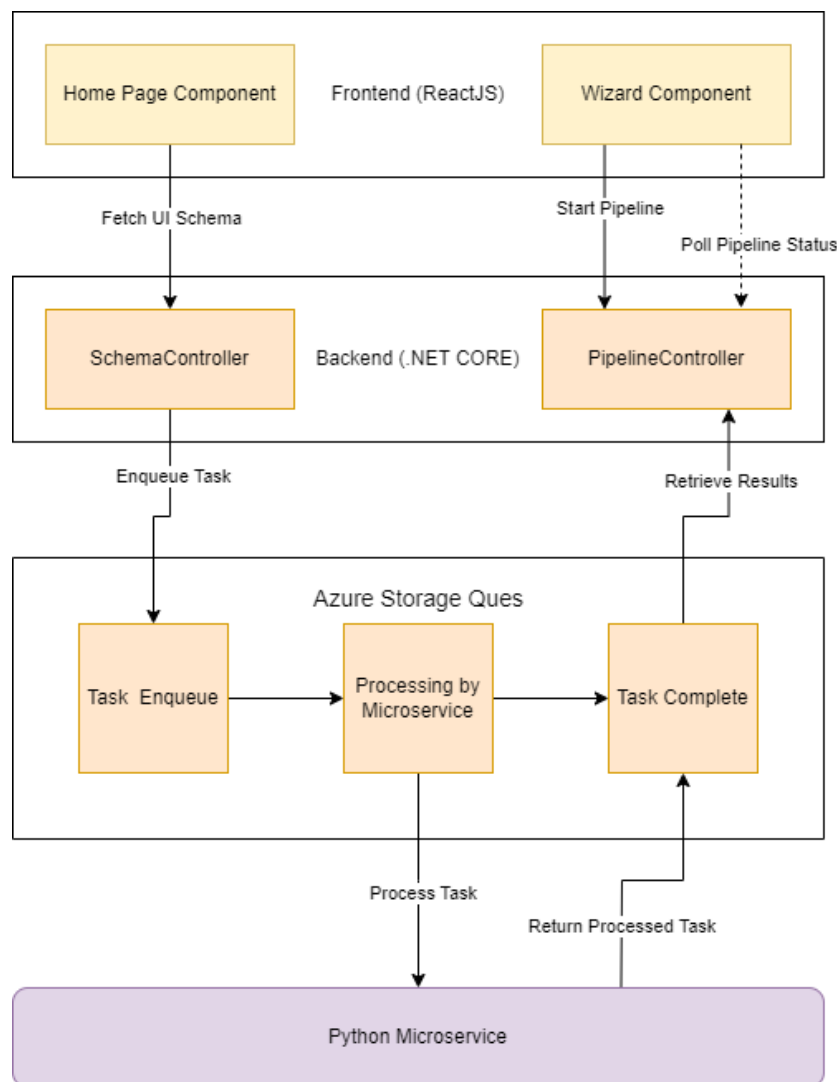 Home Page Component
Frontend (ReactJS)
Wizard Component
Fetch UI Schema
Start Pipeline
Poll Pipeline Status
SchemaController
Backend (.NET CORE)
PipelineController
Enqueue Task
Retrieve Results
Azure Storage Ques
Task Enqueue
Processing by
Microservice
Task Complete
Process Task
Return Processed Task
Python Microservice